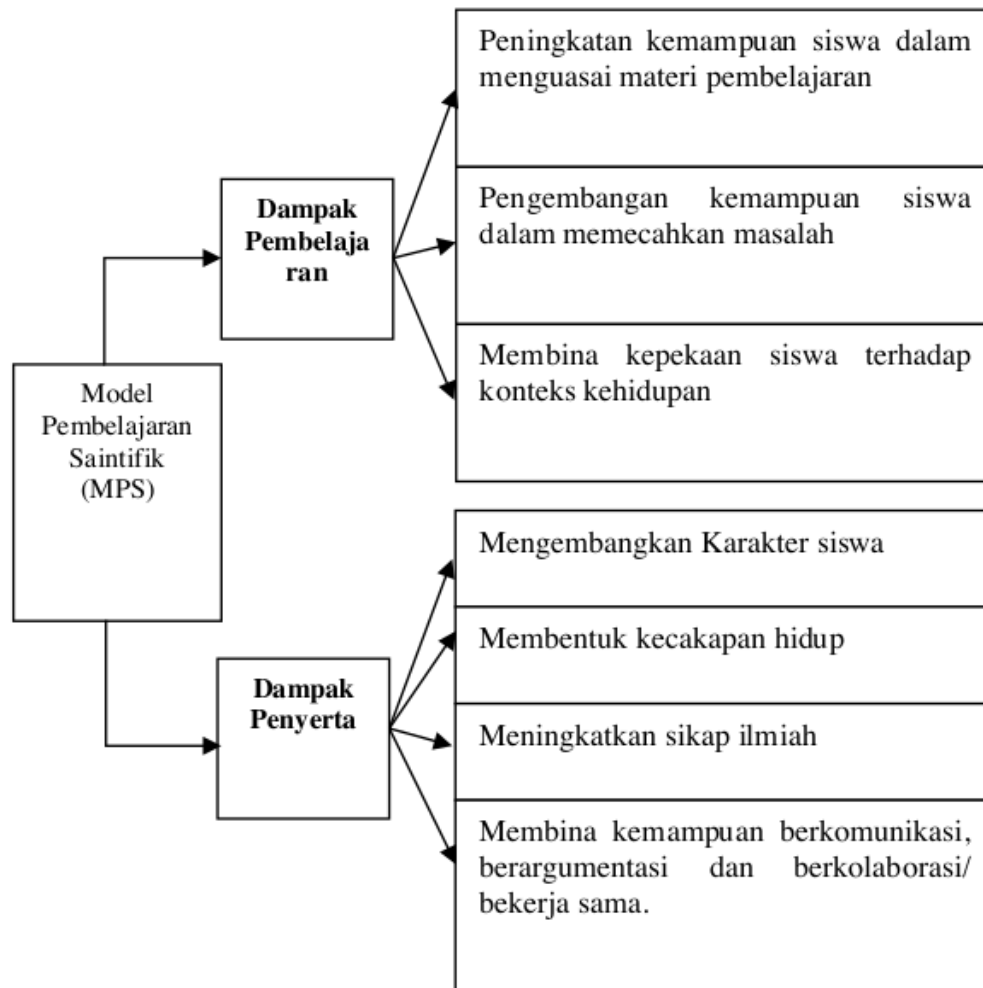 Peningkatan kemampuan siswa dalam
menguasai materi pembelajaran
Dampak
Pembelaja
ran
Pengembangan kemampuan siswa
dalam memecahkan masalah
Membina kepekaan siswa terhadap
konteks kehidupan
Model
Pembelajaran
Saintifik
(MPS)
Mengembangkan Karakter siswa
Membentuk kecakapan hidup
Dampak
Penyerta
Meningkatkan sikap ilmiah
Membina kemampuan berkomunikasi,
berargumentasi dan berkolaborasi/
bekerja sama.